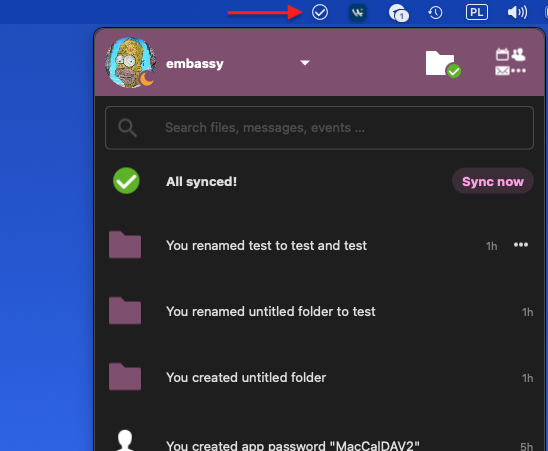 1
PL
embassy
Search files, messages, events ...
All synced!
Sync now
You renamed test to test and test
1h
You renamed untitled folder to test
1h
You created untitled folder
1h
You created app password "MacCalDAV2"
5h